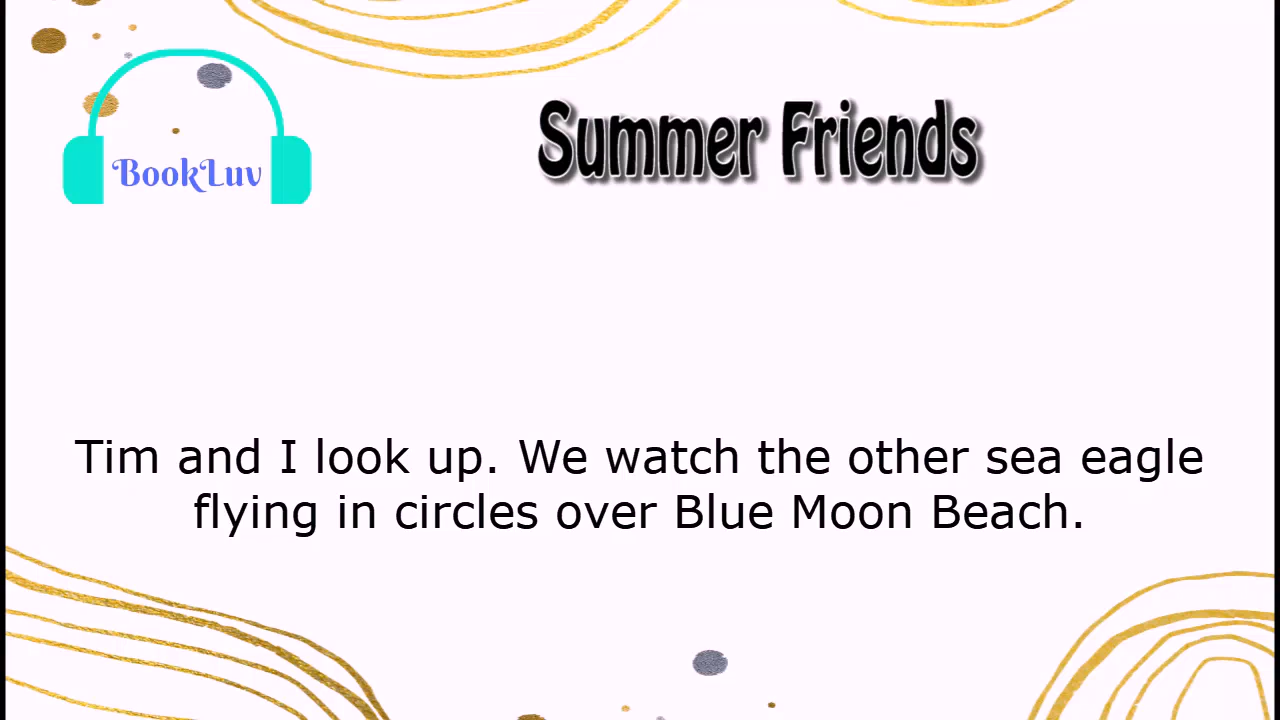 BookLuv
Summer Friends
Tim and I look up. We watch the other sea eagle
flying in circles over Blue Moon Beach.